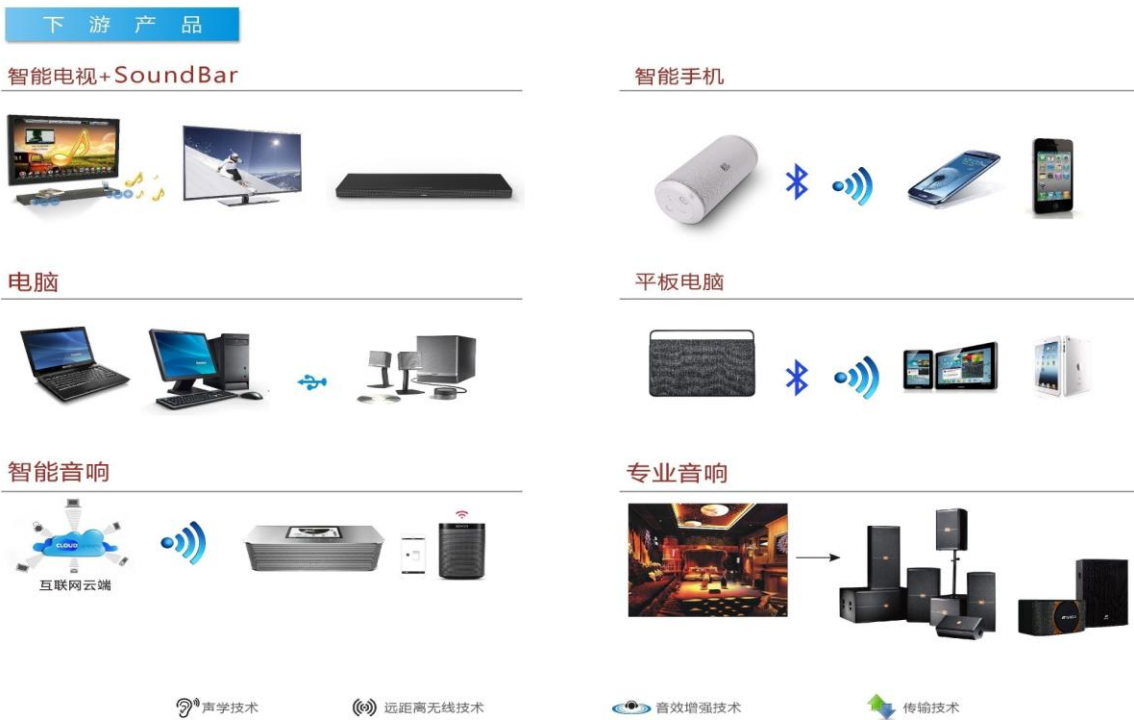 下游产品
智能电视+SoundBar
智能手机
电脑
平板电脑
智能音响
专业音响
CLOUD
互联网云端
声学技术
远距离无线技术
音效增强技术
传输技术